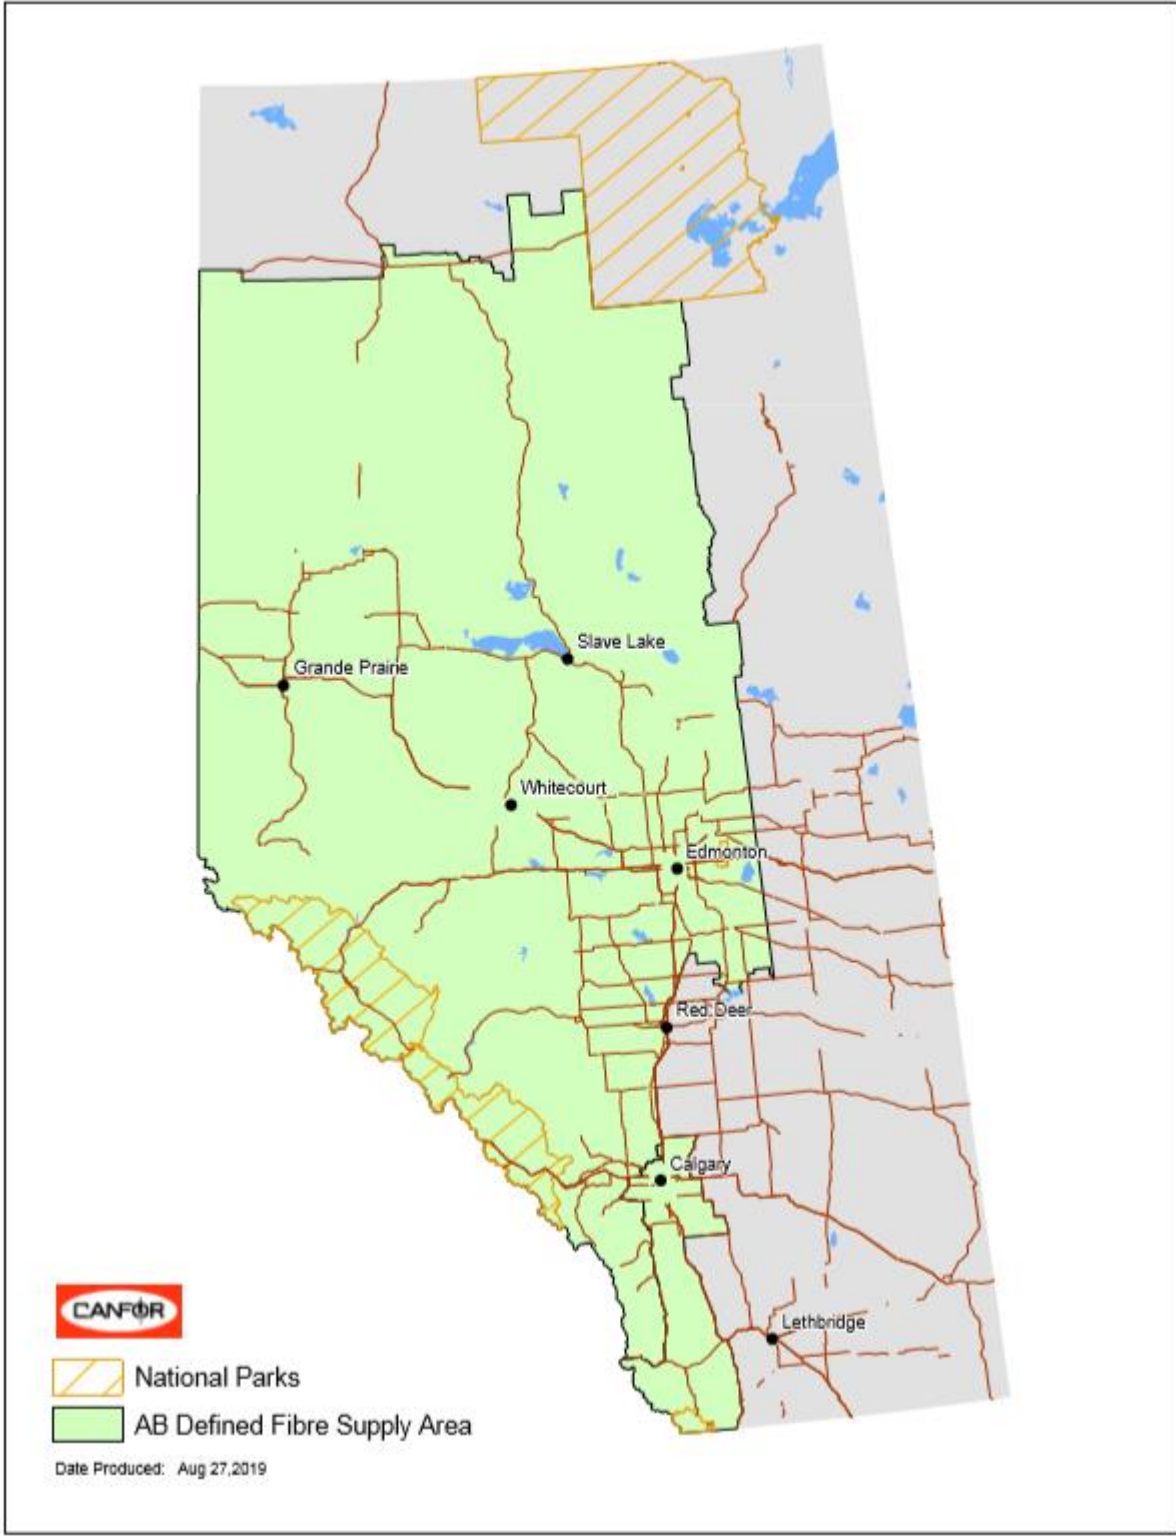 Slave Lake
Grande Prairie
Whitecourt
Edmonton
Red Deer
Calgary
Lethbridge
CANFOR
National Parks
AB Defined Fibre Supply Area
Date Produced: Aug 27,2019